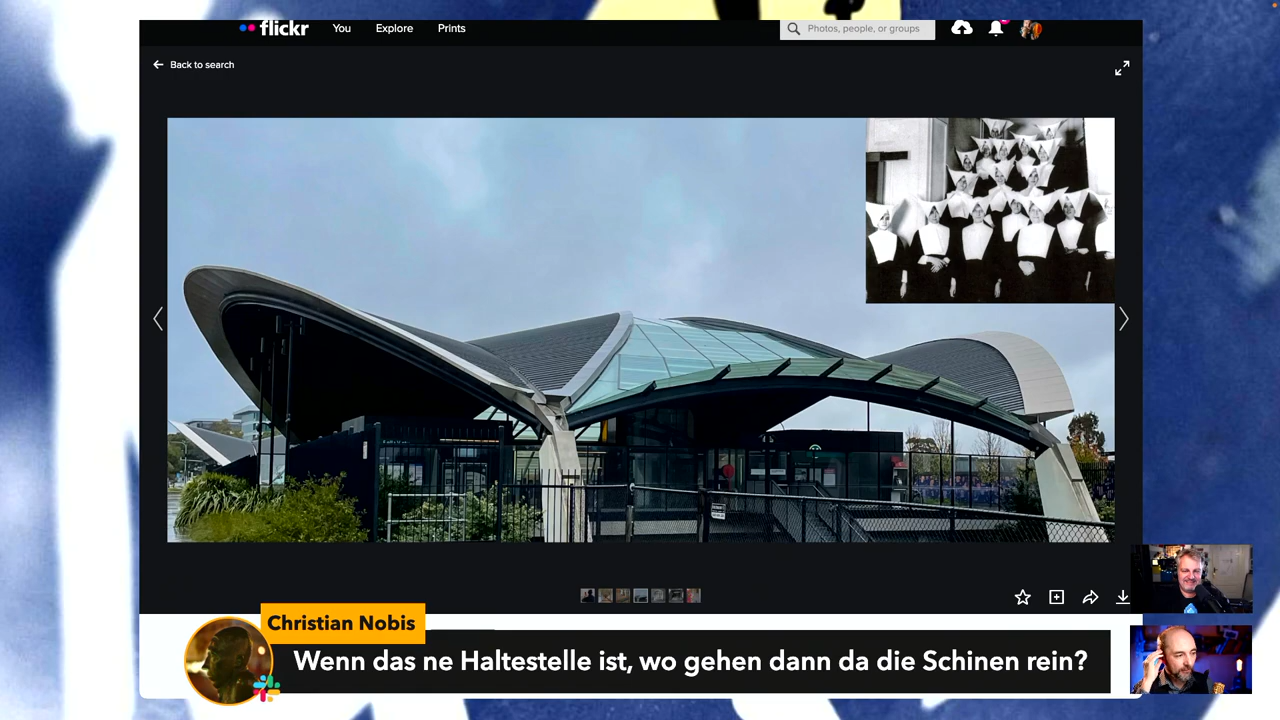 flickr
You
Explore
Prints
Photos, people, or groups
Back to search
Christian Nobis
Wenn das ne Haltestelle ist, wo gehen dann da die Schinen rein?